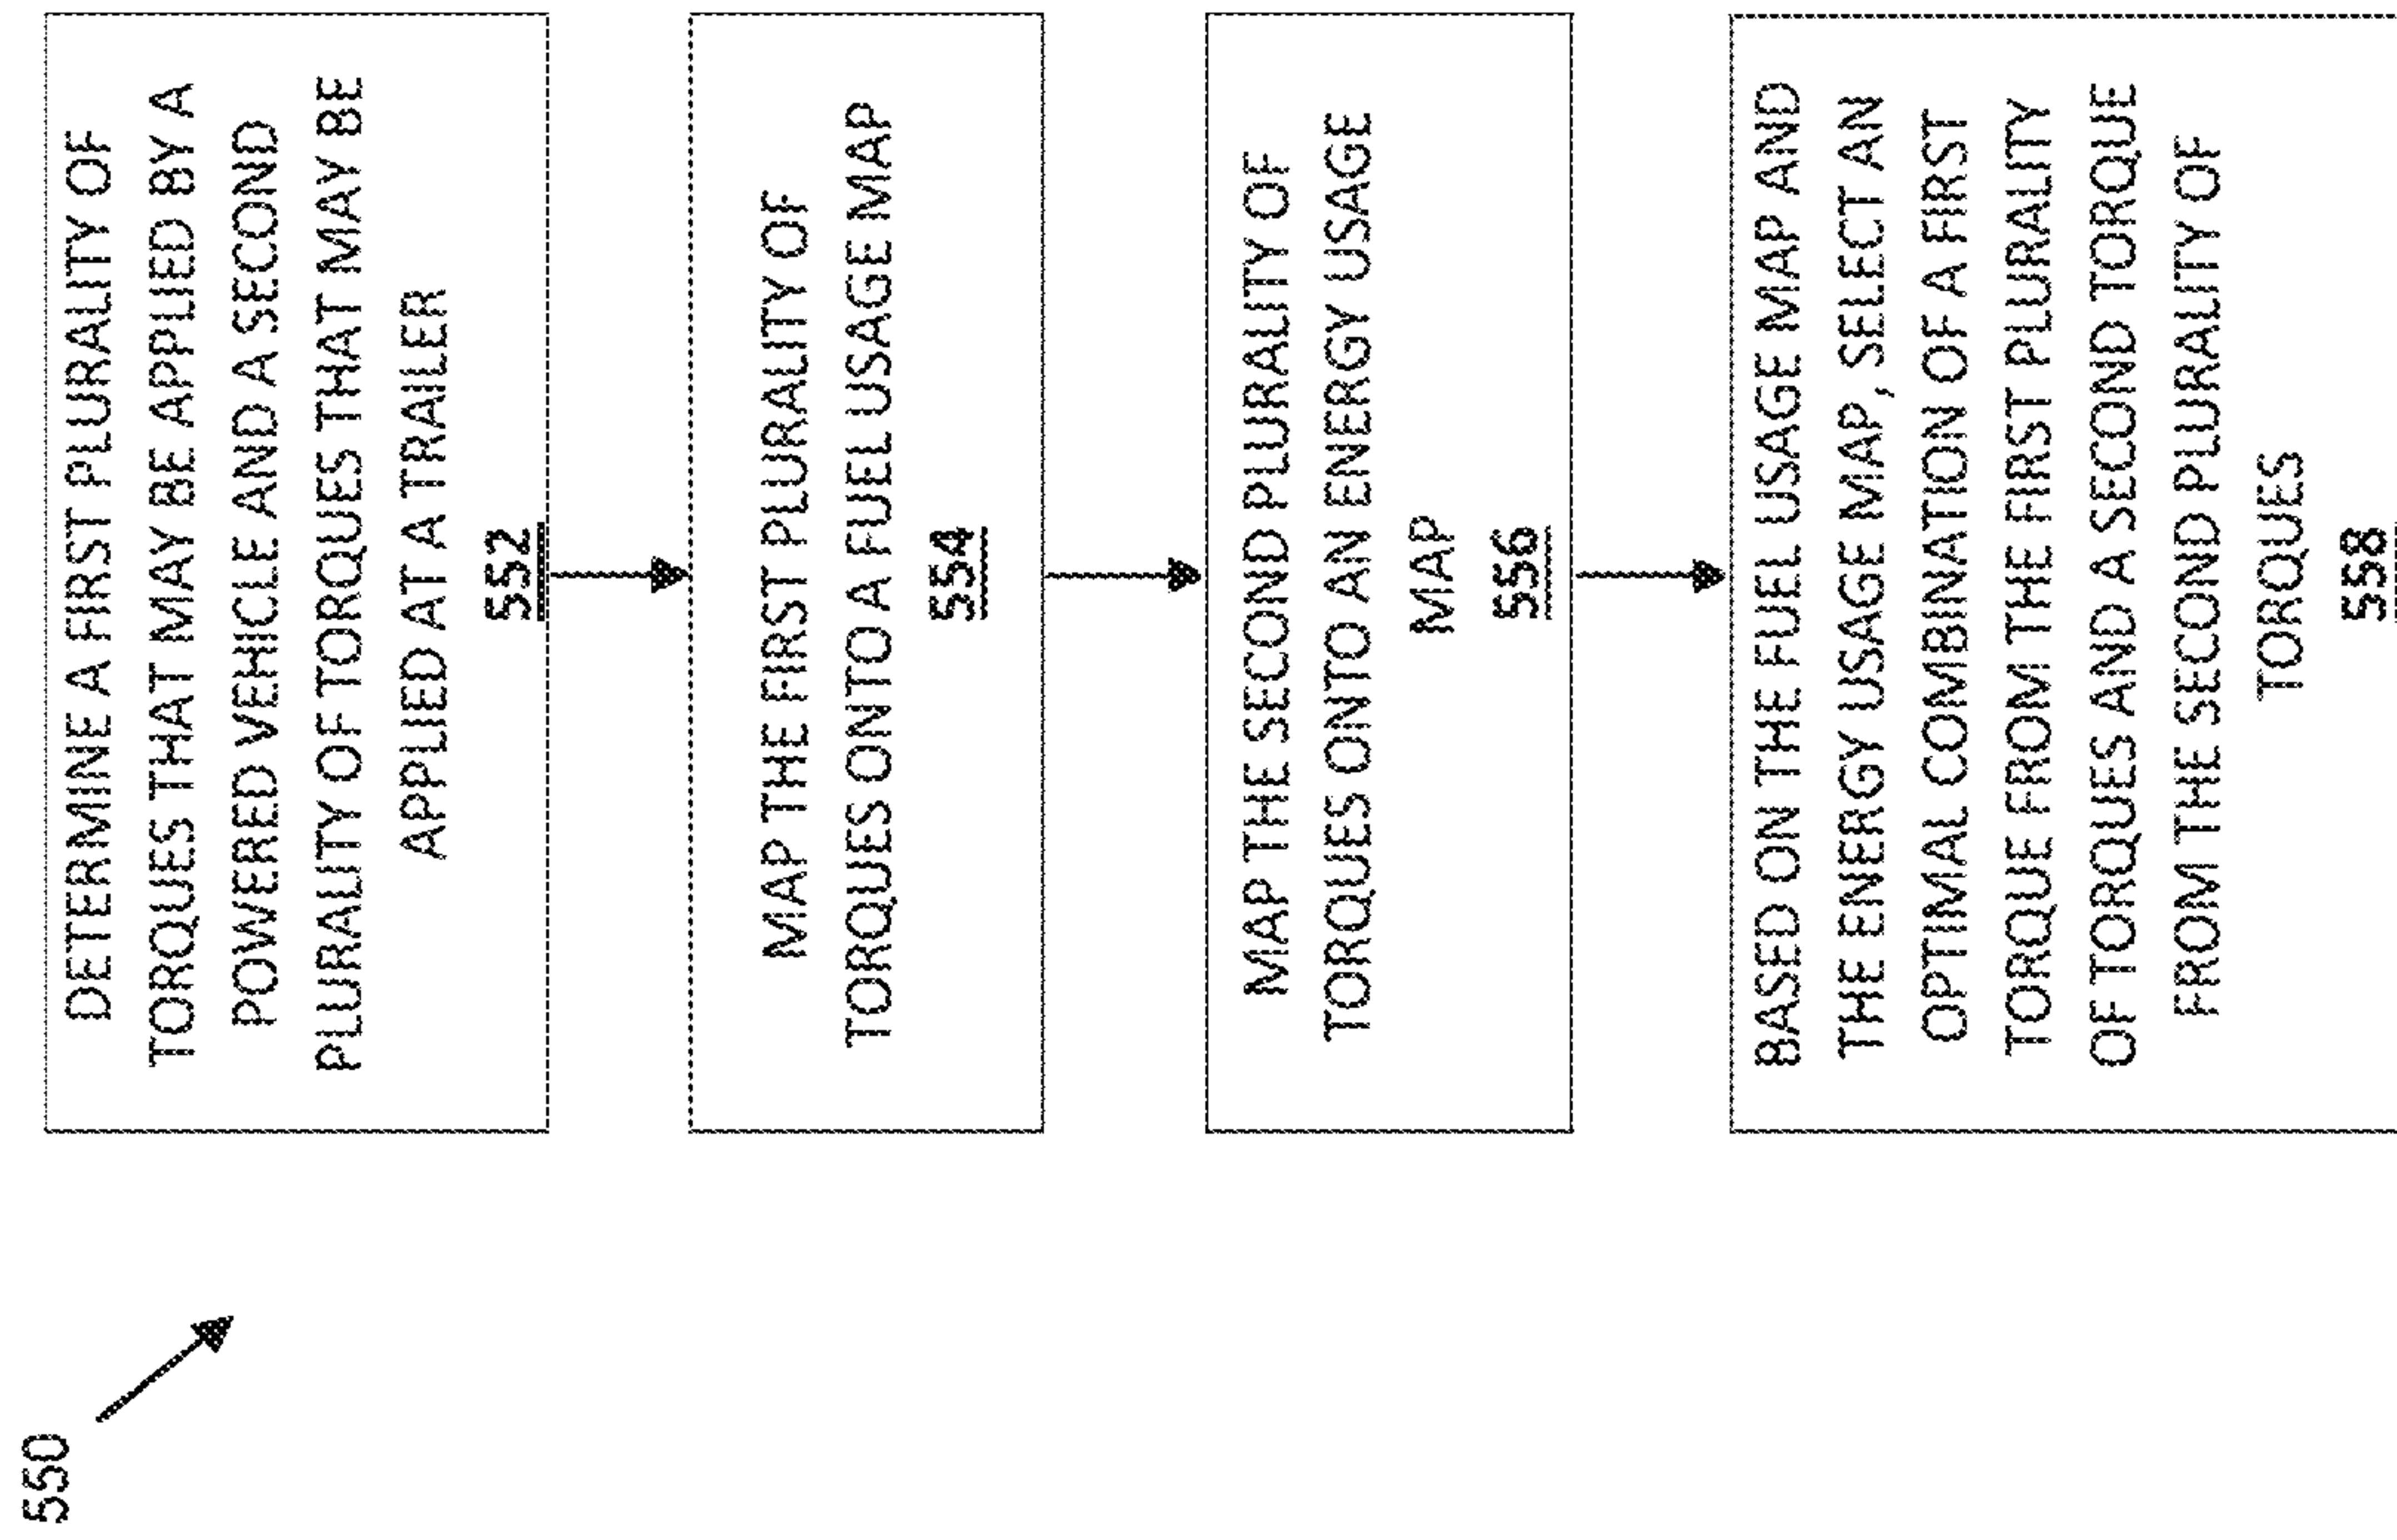 550
DETERMINE A FIRST PLURALITY OF
TORQUES THAT MAY BE APPLIED BY A
POWERED VEHICLE AND A SECOND
PLURALITY OF TORQUES THAT MAY BE
APPLIED AT A TRAILER
552
MAP THE FIRST PLURALITY OF
TORQUES ONTO A FUEL USAGE MAP
554
MAP THE SECOND PLURALITY OF
TORQUES ONTO AN ENERGY USAGE
MAP
556
BASED ON THE FUEL USAGE MAP AND
THE ENERGY USAGE MAP, SELECT AN
OPTIMAL COMBINATION OF A FIRST
TORQUE FROM THE FIRST PLURALITY
OF TORQUES AND A SECOND TORQUE
FROM THE SECOND PLURALITY OF
TORQUES
558